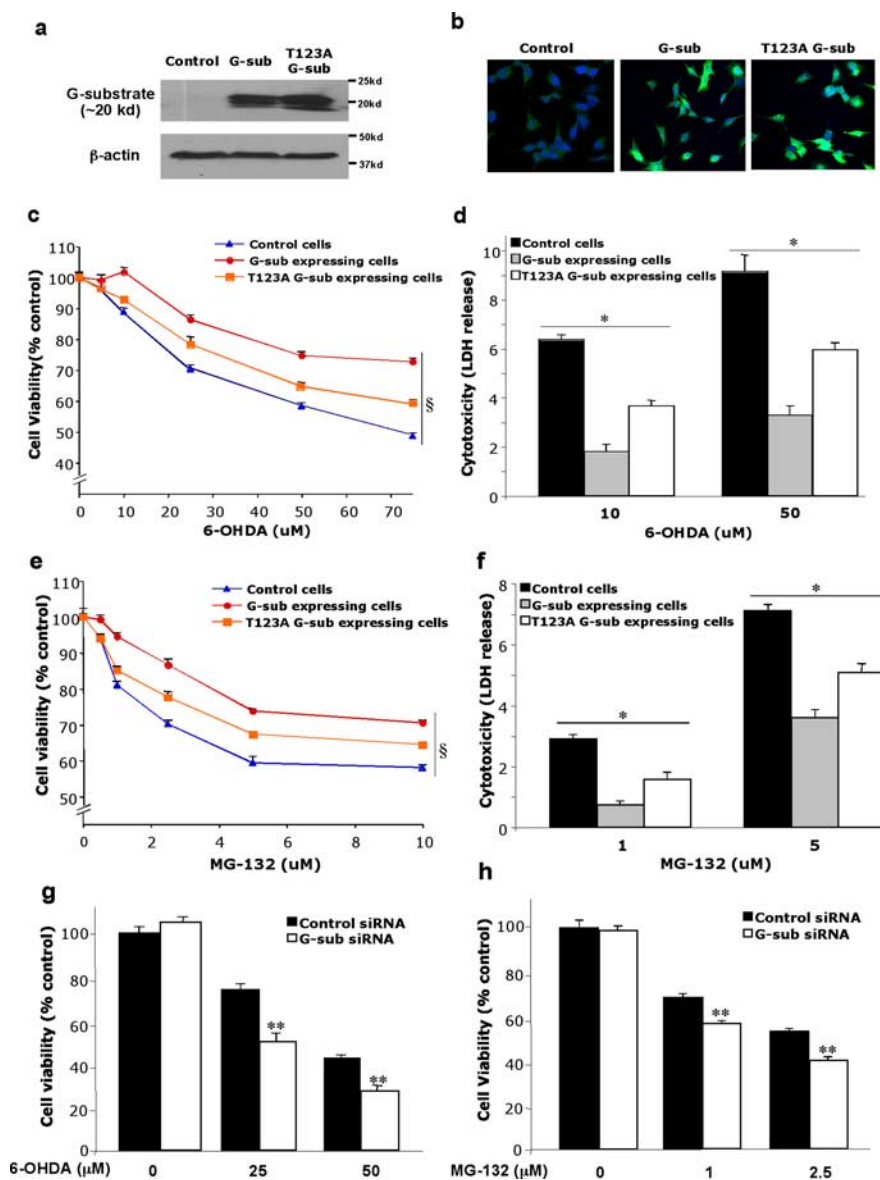 a
Control
G-sub
T123A
G-sub
G-substrate
(~20 kd)
25kd
20kd
β-actin
50kd
37kd
b
Control
G-sub
T123A G-sub
c
Cell Viability(% control)
110
100
90
80
70
60
50
40
Control cells
G-sub expressing cells
T123A G-sub expressing cells
§
0 10 20 30 40 50 60 70
6-OHDA (uM)
d
Cytotoxicity (LDH release)
10
8
6
4
2
0
Control cells
G-sub expressing cells
T123A G-sub expressing cells
*
*
10 50
6-OHDA (uM)
e
Cell viability (% control)
110
100
90
80
70
60
50
Control cells
G-sub expressing cells
T123A G-sub expressing cells
§
0 2 4 6 8 10
MG-132 (uM)
f
Cytotoxicity (LDH release)
8
6
4
2
0
Control cells
G-sub expressing cells
T123A G-sub expressing cells
*
*
1 5
MG-132 (uM)
g
Cell viability (% control)
100
80
60
40
20
0
Control siRNA
G-sub siRNA
**
**
6-OHDA (μM) 0 25 50
h
Cell Viability (% control)
100
80
60
40
20
0
Control siRNA
G-sub siRNA
**
**
MG-132 (μM) 0 1 2.5